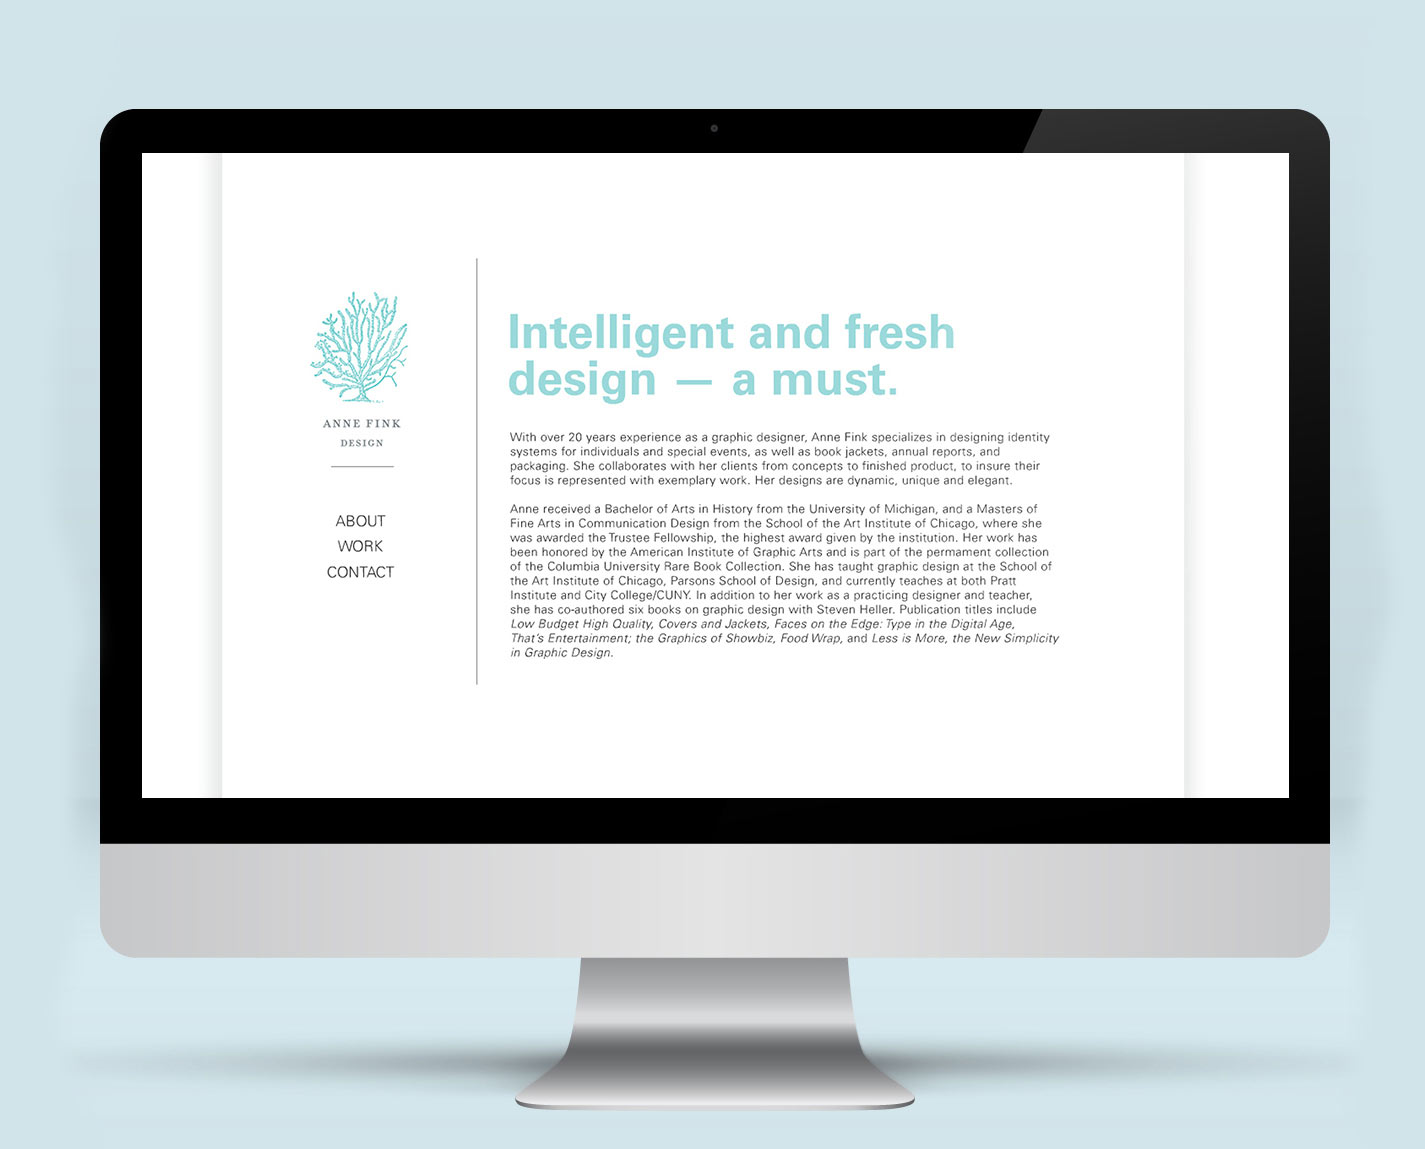 ANNE FINK
DESIGN
ABOUT
WORK
CONTACT
Intelligent and fresh
design — a must.
With over 20 years experience as a graphic designer, Anne Fink specializes in designing identity
systems for individuals and special events, as well as book jackets, annual reports, and
packaging. She collaborates with her clients from concepts to finished product, to insure their
focus is represented with exemplary work. Her designs are dynamic, unique and elegant.
Anne received a Bachelor of Arts in History from the University of Michigan, and a Masters of
Fine Arts in Communication Design from the School of the Art Institute of Chicago, where she
was awarded the Trustee Fellowship, the highest award given by the institution. Her work has
been honored by the American Institute of Graphic Arts and is part of the permament collection
of the Columbia University Rare Book Collection. She has taught graphic design at the School of
the Art Institute of Chicago, Parsons School of Design, and currently teaches at both Pratt
Institute and City College/CUNY. In addition to her work as a practicing designer and teacher,
she has co-authored six books on graphic design with Steven Heller. Publication titles include
Low Budget High Quality, Covers and Jackets, Faces on the Edge: Type in the Digital Age,
That's Entertainment; the Graphics of Showbiz, Food Wrap, and Less is More, the New Simplicity
in Graphic Design.